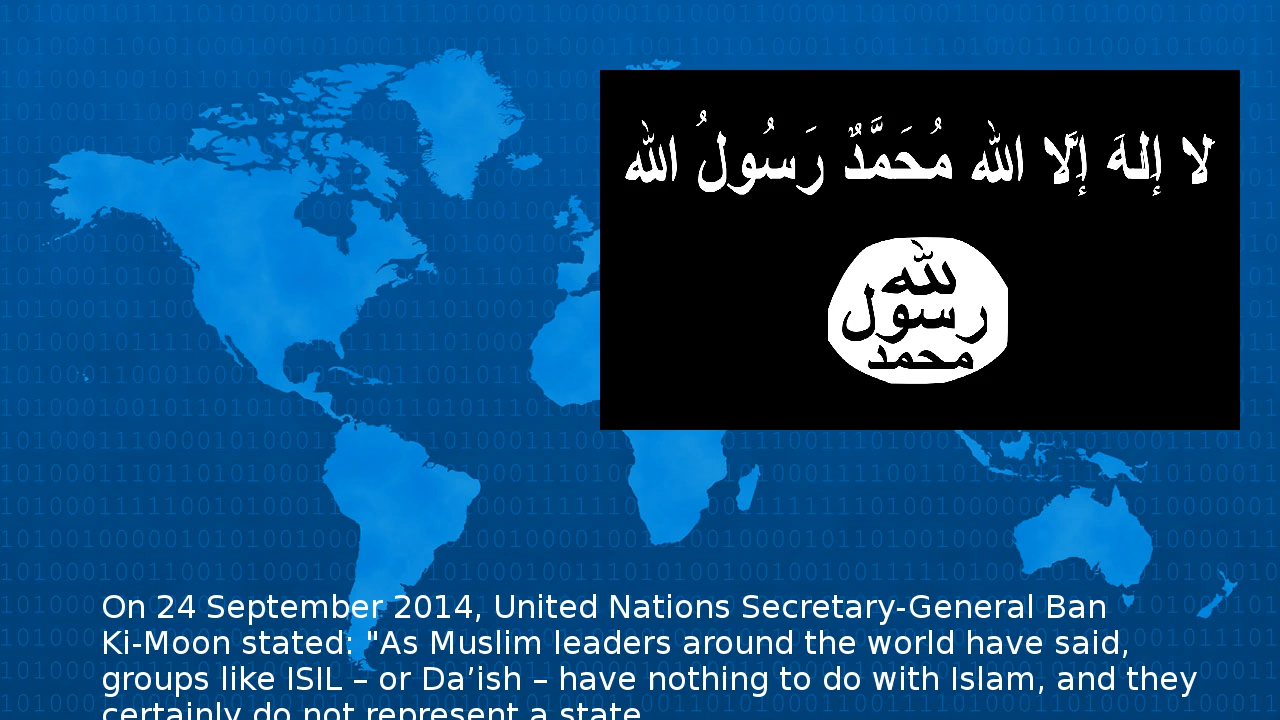 لا إله إلا الله مُحَمَّدٌ رَسُولُ الله
الله
رسول
محمد
On 24 September 2014, United Nations Secretary-General Ban
Ki-Moon stated: "As Muslim leaders around the world have said,
groups like ISIL – or Da’ish – have nothing to do with Islam, and they
certainly do not represent a state